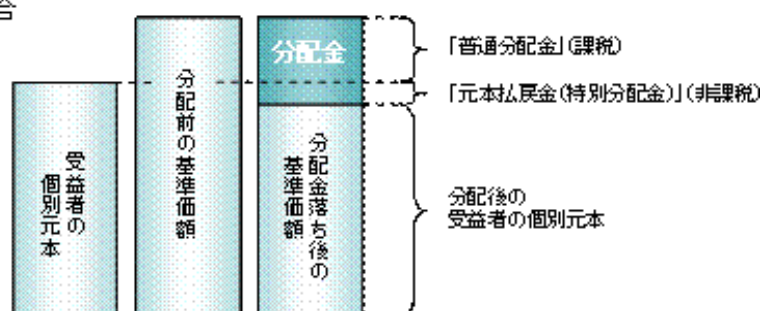 合
分配金
「普通分配金」(課税)
「元本払戻金(特別分配金)」(非課税)
受益者の
個別元本
分配前の基準価額
分配金落ち後の
基準価額
分配後の
受益者の個別元本